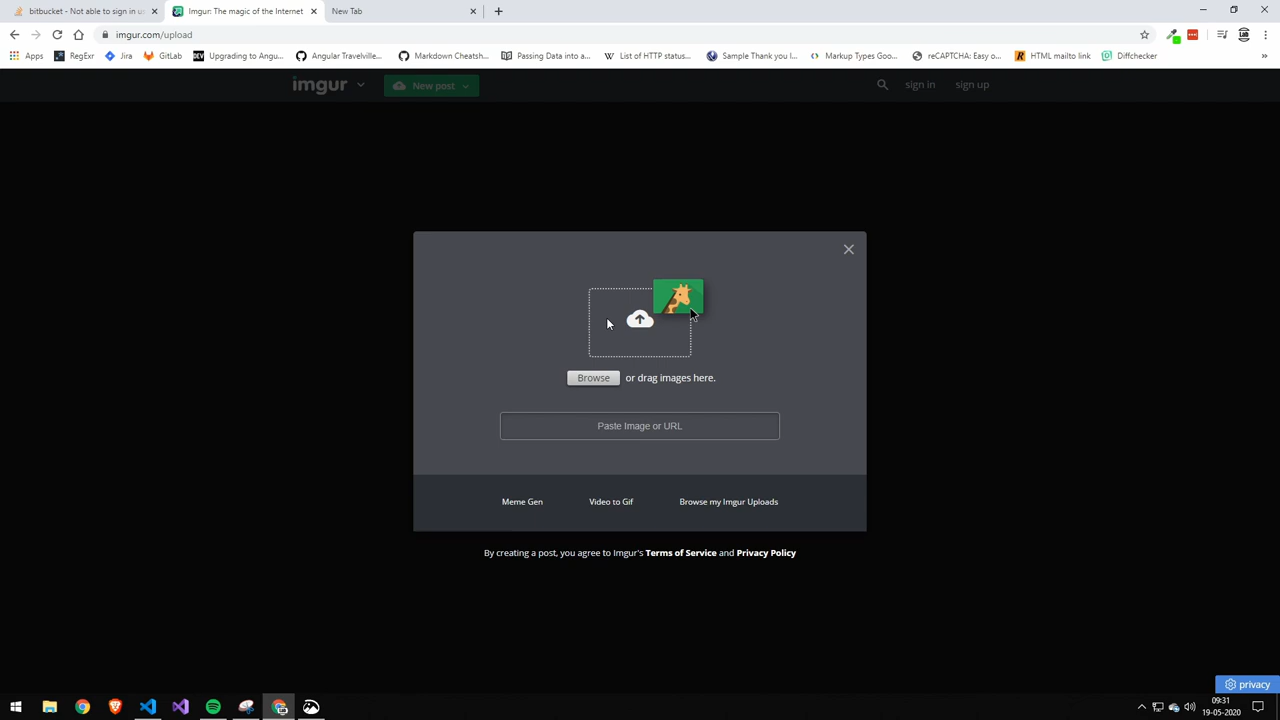 bitbucket - Not able to sign in us
Imgur: The magic of the Internet
New Tab
imgur.com/upload
Apps
RegExr
Jira
GitLab
DEV
Upgrading to Angu...
Angular Travelville...
Markdown Cheatsh...
Passing Data into a...
W
List of HTTP status...
Sample Thank you l...
Markup Types Goo...
reCAPTCHA: Easy o...
HTML mailto link
Diffchecker
»
imgur
New post
sign in
sign up
Browse
or drag images here.
Paste Image or URL
Meme Gen
Video to Gif
Browse my Imgur Uploads
By creating a post, you agree to Imgur's Terms of Service and Privacy Policy
privacy
09:31
19-05-2020